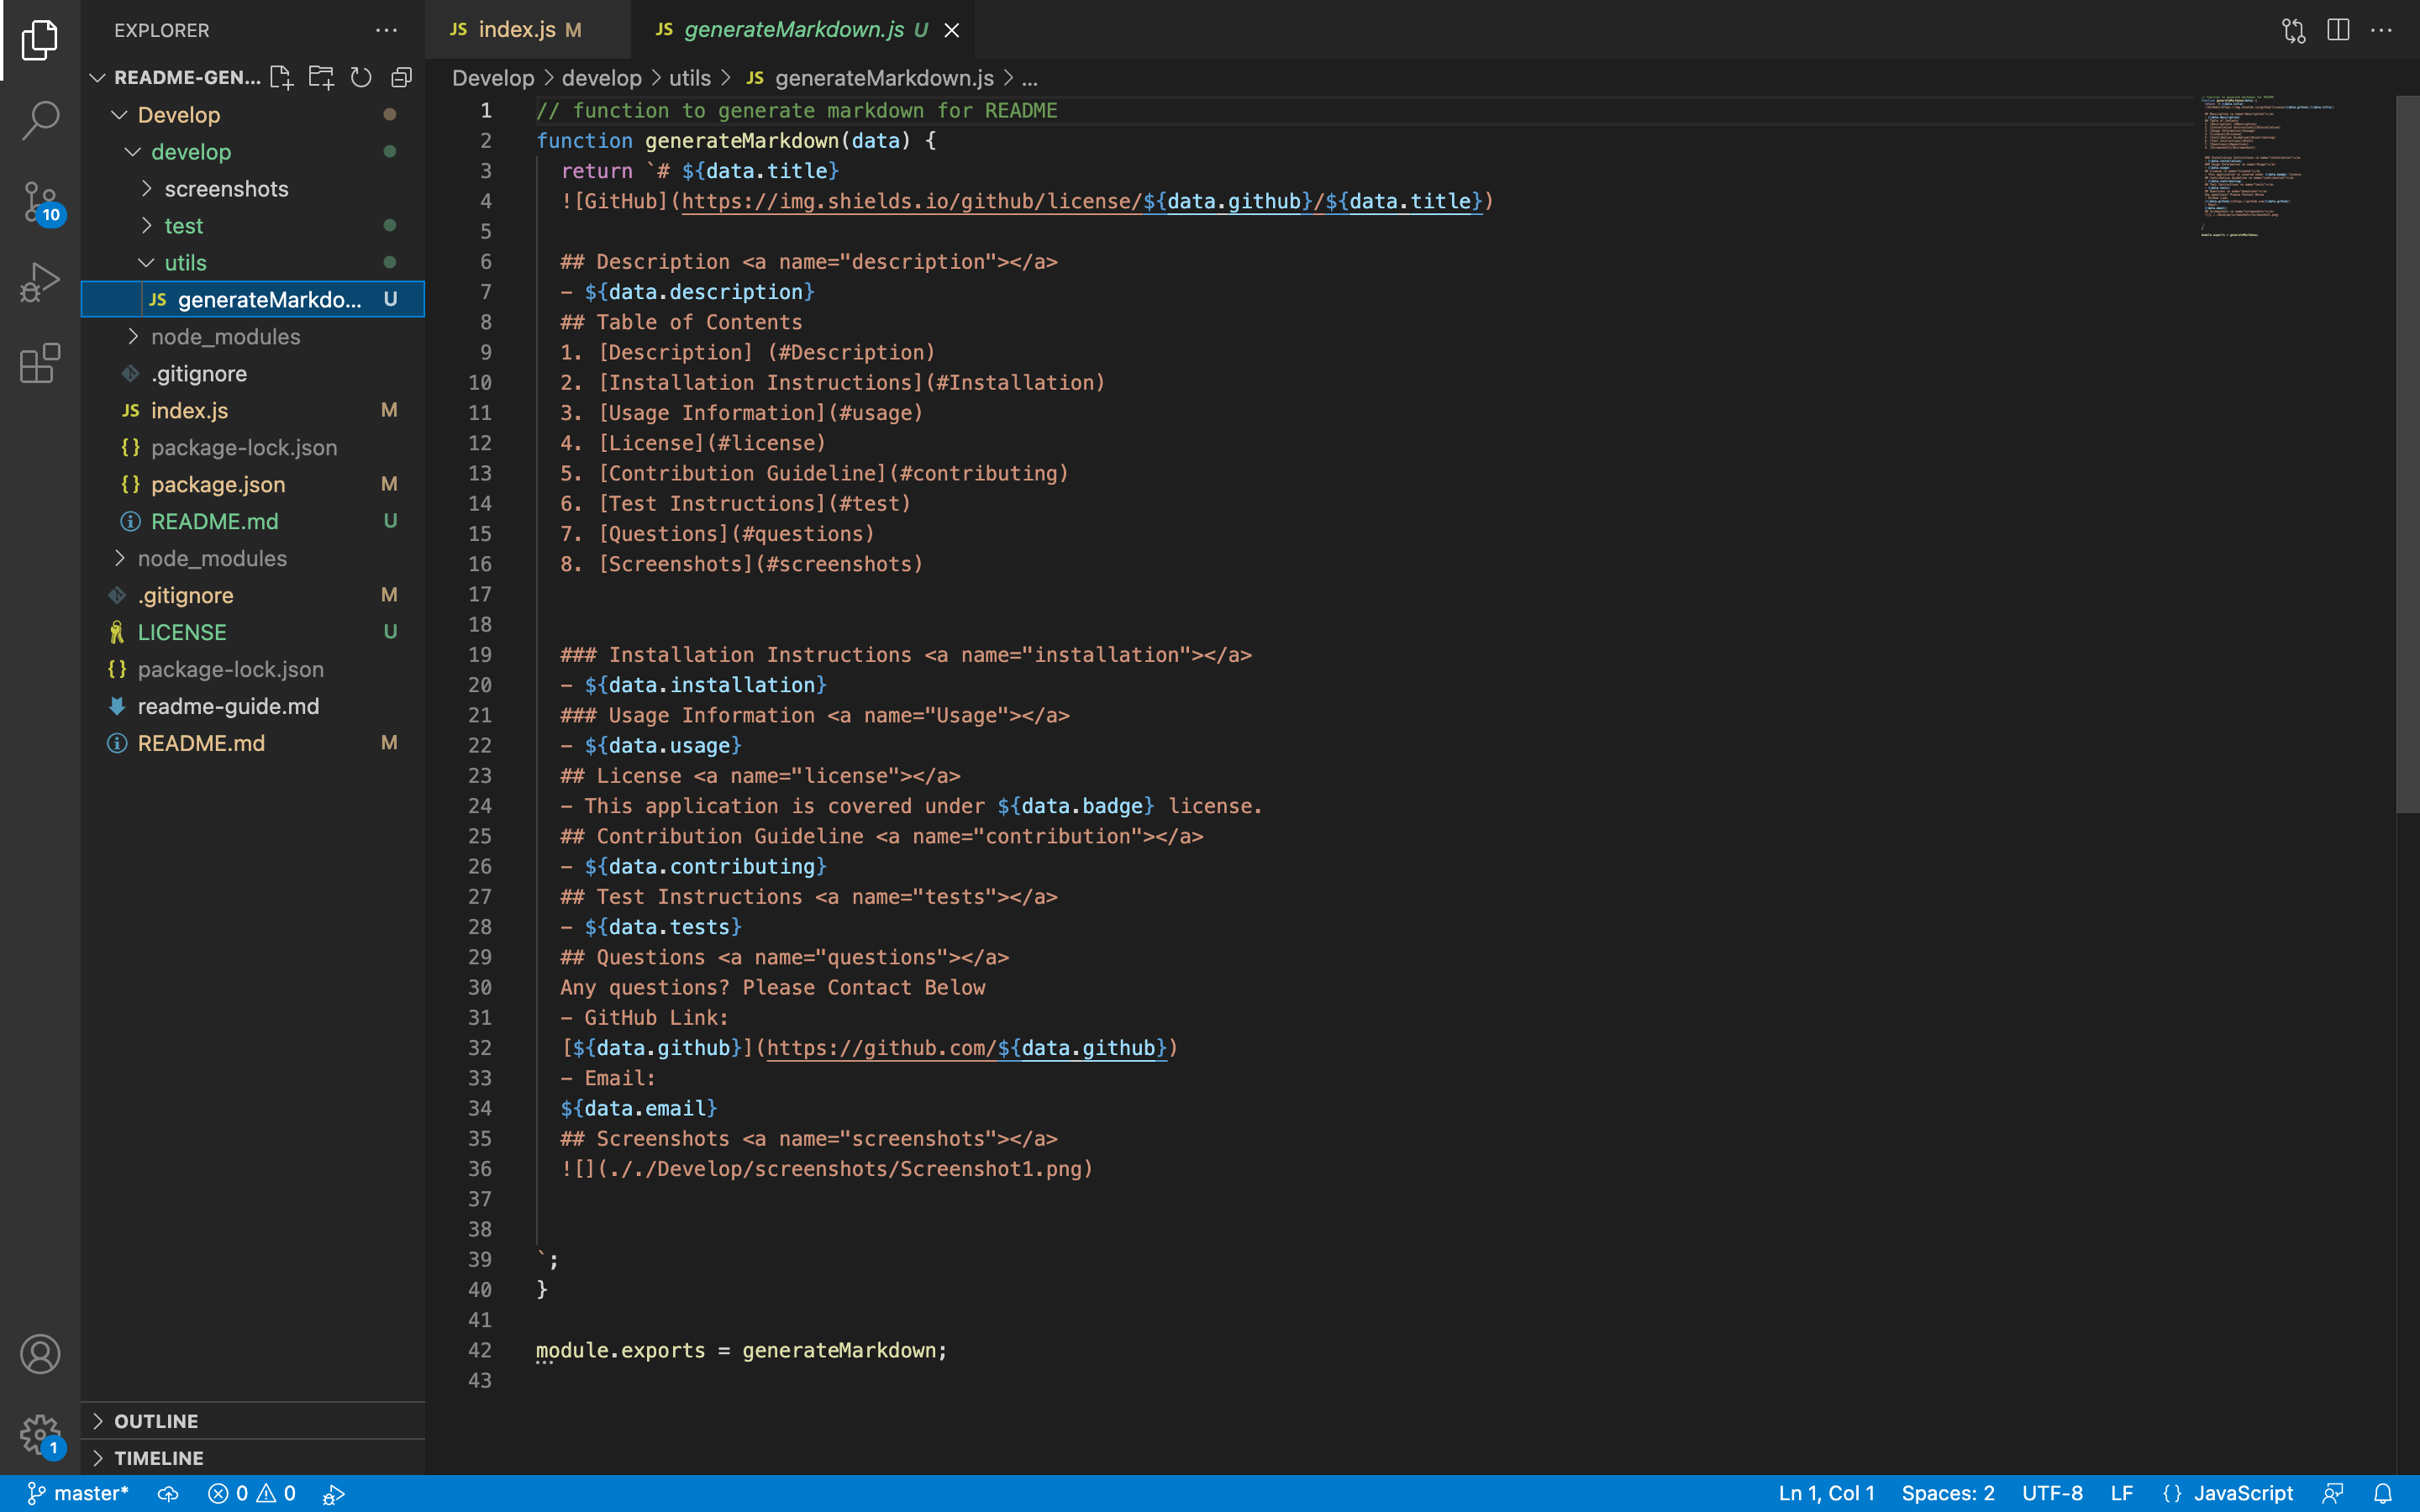 EXPLORER
README-GEN...
Develop
develop
screenshots
test
utils
JS generateMarkdo... U
node_modules
.gitignore
JS index.js M
{} package-lock.json
{} package.json M
README.md U
node_modules
.gitignore M
LICENSE U
{} package-lock.json
readme-guide.md
README.md M
OUTLINE
TIMELINE
10
1
JS index.js M
JS generateMarkdown.js U
Develop > develop > utils > JS generateMarkdown.js > ...
1 // function to generate markdown for README
2 function generateMarkdown(data) {
3 return `# ${data.title}
4 ![GitHub](https://img.shields.io/github/license/${data.github}/${data.title})
5
6 ## Description <a name="description"></a>
7 - ${data.description}
8 ## Table of Contents
9 1. [Description] (#Description)
10 2. [Installation Instructions](#Installation)
11 3. [Usage Information](#usage)
12 4. [License](#license)
13 5. [Contribution Guideline](#contributing)
14 6. [Test Instructions](#test)
15 7. [Questions](#questions)
16 8. [Screenshots](#screenshots)
17
18
19 ### Installation Instructions <a name="installation"></a>
20 - ${data.installation}
21 ### Usage Information <a name="Usage"></a>
22 - ${data.usage}
23 ## License <a name="license"></a>
24 - This application is covered under ${data.badge} license.
25 ## Contribution Guideline <a name="contribution"></a>
26 - ${data.contributing}
27 ## Test Instructions <a name="tests"></a>
28 - ${data.tests}
29 ## Questions <a name="questions"></a>
30 Any questions? Please Contact Below
31 - GitHub Link:
32 [${data.github}](https://github.com/${data.github})
33 - Email:
34 ${data.email}
35 ## Screenshots <a name="screenshots"></a>
36 ![](././Develop/screenshots/Screenshot1.png)
37
38
39 `;
40 }
41
42 module.exports = generateMarkdown;
43
master* 0 0 Ln 1, Col 1 Spaces: 2 UTF-8 LF {} JavaScript